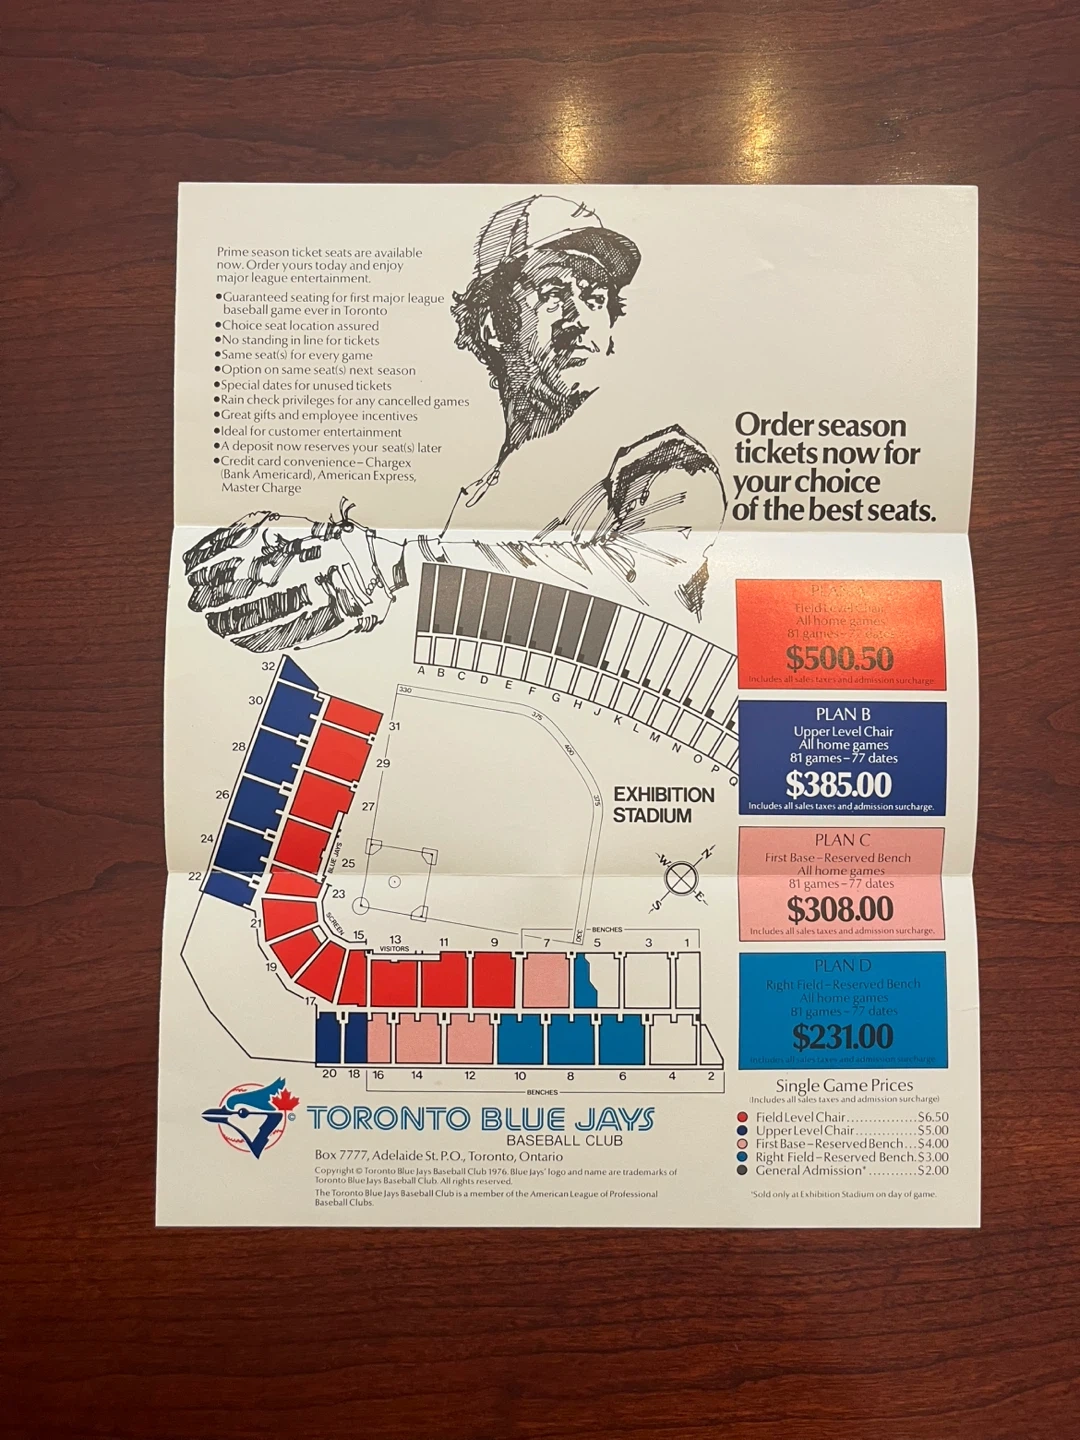 Prime season ticket seats are available
now. Order yours today and enjoy
major league entertainment.
•Guaranteed seating for first major league
baseball game ever in Toronto
•Choice seat location assured
•No standing in line for tickets
•Same seat(s) for every game
•Option on same seat(s) next season
•Special dates for unused tickets
•Rain check privileges for any cancelled games
•Great gifts and employee incentives
•Ideal for customer entertainment
•A deposit now reserves your seat(s) later
•Credit card convenience–Chargex
(Bank Americard), American Express,
Master Charge
Order season
tickets now for
your choice
of the best seats.
PLAN A
Field Level Chair
All home games
81 games–77 dates
$500.50
Includes all sales taxes and admission surcharge.
PLAN B
Upper Level Chair
All home games
81 games–77 dates
$385.00
Includes all sales taxes and admission surcharge.
PLAN C
First Base–Reserved Bench
All home games
81 games–77 dates
$308.00
Includes all sales taxes and admission surcharge.
PLAN D
Right Field–Reserved Bench
All home games
81 games–77 dates
$231.00
Includes all sales taxes and admission surcharge.
A B C D E F G H J K L M N O P Q
330
375
400
375
330
EXHIBITION
STADIUM
W N
S E
32
30
28
26
24
22
31
29
27
25
23
21
19
17
BLUE JAYS
SCREEN
15 13 11 9 7 5 3 1
VISITORS
BENCHES
20 18 16 14 12 10 8 6 4 2
BENCHES
©
TORONTO BLUE JAYS
BASEBALL CLUB
Box 7777, Adelaide St. P.O., Toronto, Ontario
Copyright © Toronto Blue Jays Baseball Club 1976. Blue Jays' logo and name are trademarks of
Toronto Blue Jays Baseball Club. All rights reserved.
The Toronto Blue Jays Baseball Club is a member of the American League of Professional
Baseball Clubs.
Single Game Prices
(Includes all sales taxes and admission surcharge)
Field Level Chair................$6.50
Upper Level Chair..............$5.00
First Base–Reserved Bench...$4.00
Right Field–Reserved Bench.$3.00
General Admission*..........$2.00
*Sold only at Exhibition Stadium on day of game.